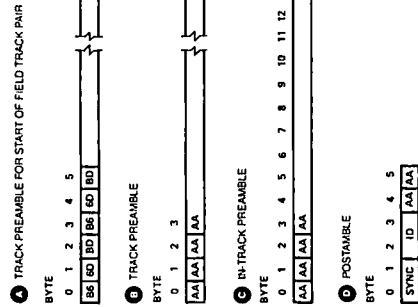 A TRACK PREAMBLE FOR START OF FIELD TRACK PAIR
BYTE
0 1 2 3 4 5
B6 6D BD B6 6D BD
B TRACK PREAMBLE
BYTE
0 1 2 3
AA AA AA AA
C IN-TRACK PREAMBLE
BYTE
0 1 2 3 4 5 6 7 8 9 10 11 12
AA AA AA AA
D POSTAMBLE
BYTE
0 1 2 3 4 5
SYNC ID AA AA